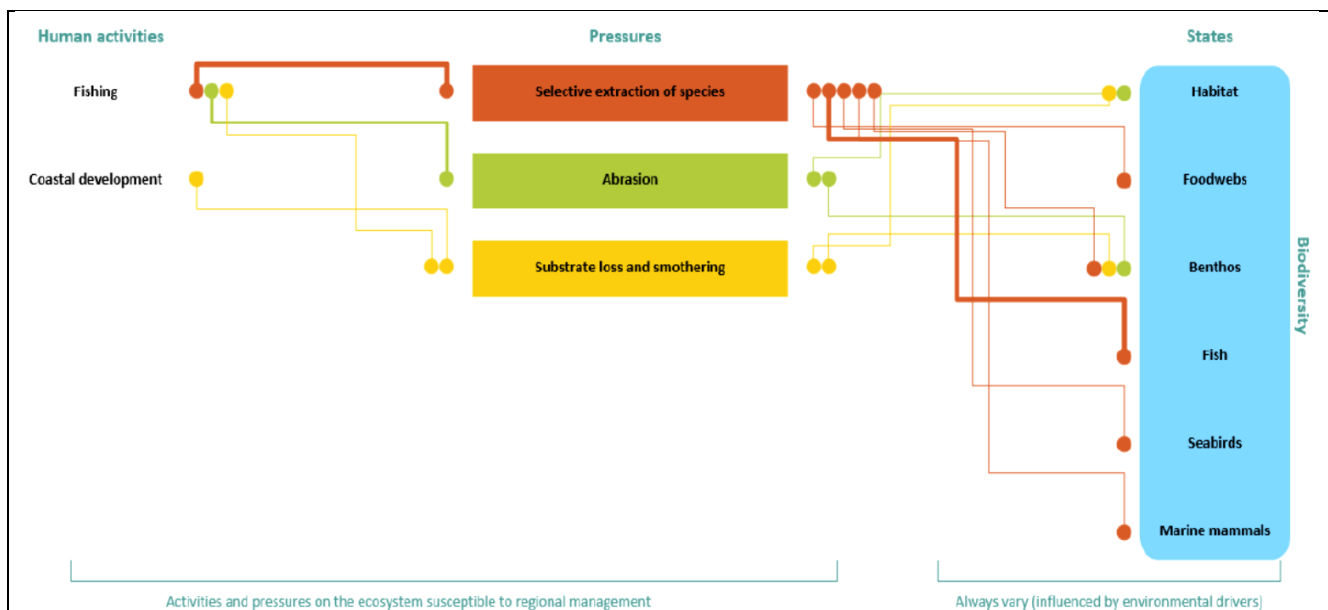 Human activities
Pressures
States
Fishing
Selective extraction of species
Habitat
Coastal development
Abrasion
Foodwebs
Substrate loss and smothering
Benthos
Biodiversity
Fish
Seabirds
Marine mammals
Activities and pressures on the ecosystem susceptible to regional management
Always vary (influenced by environmental drivers)